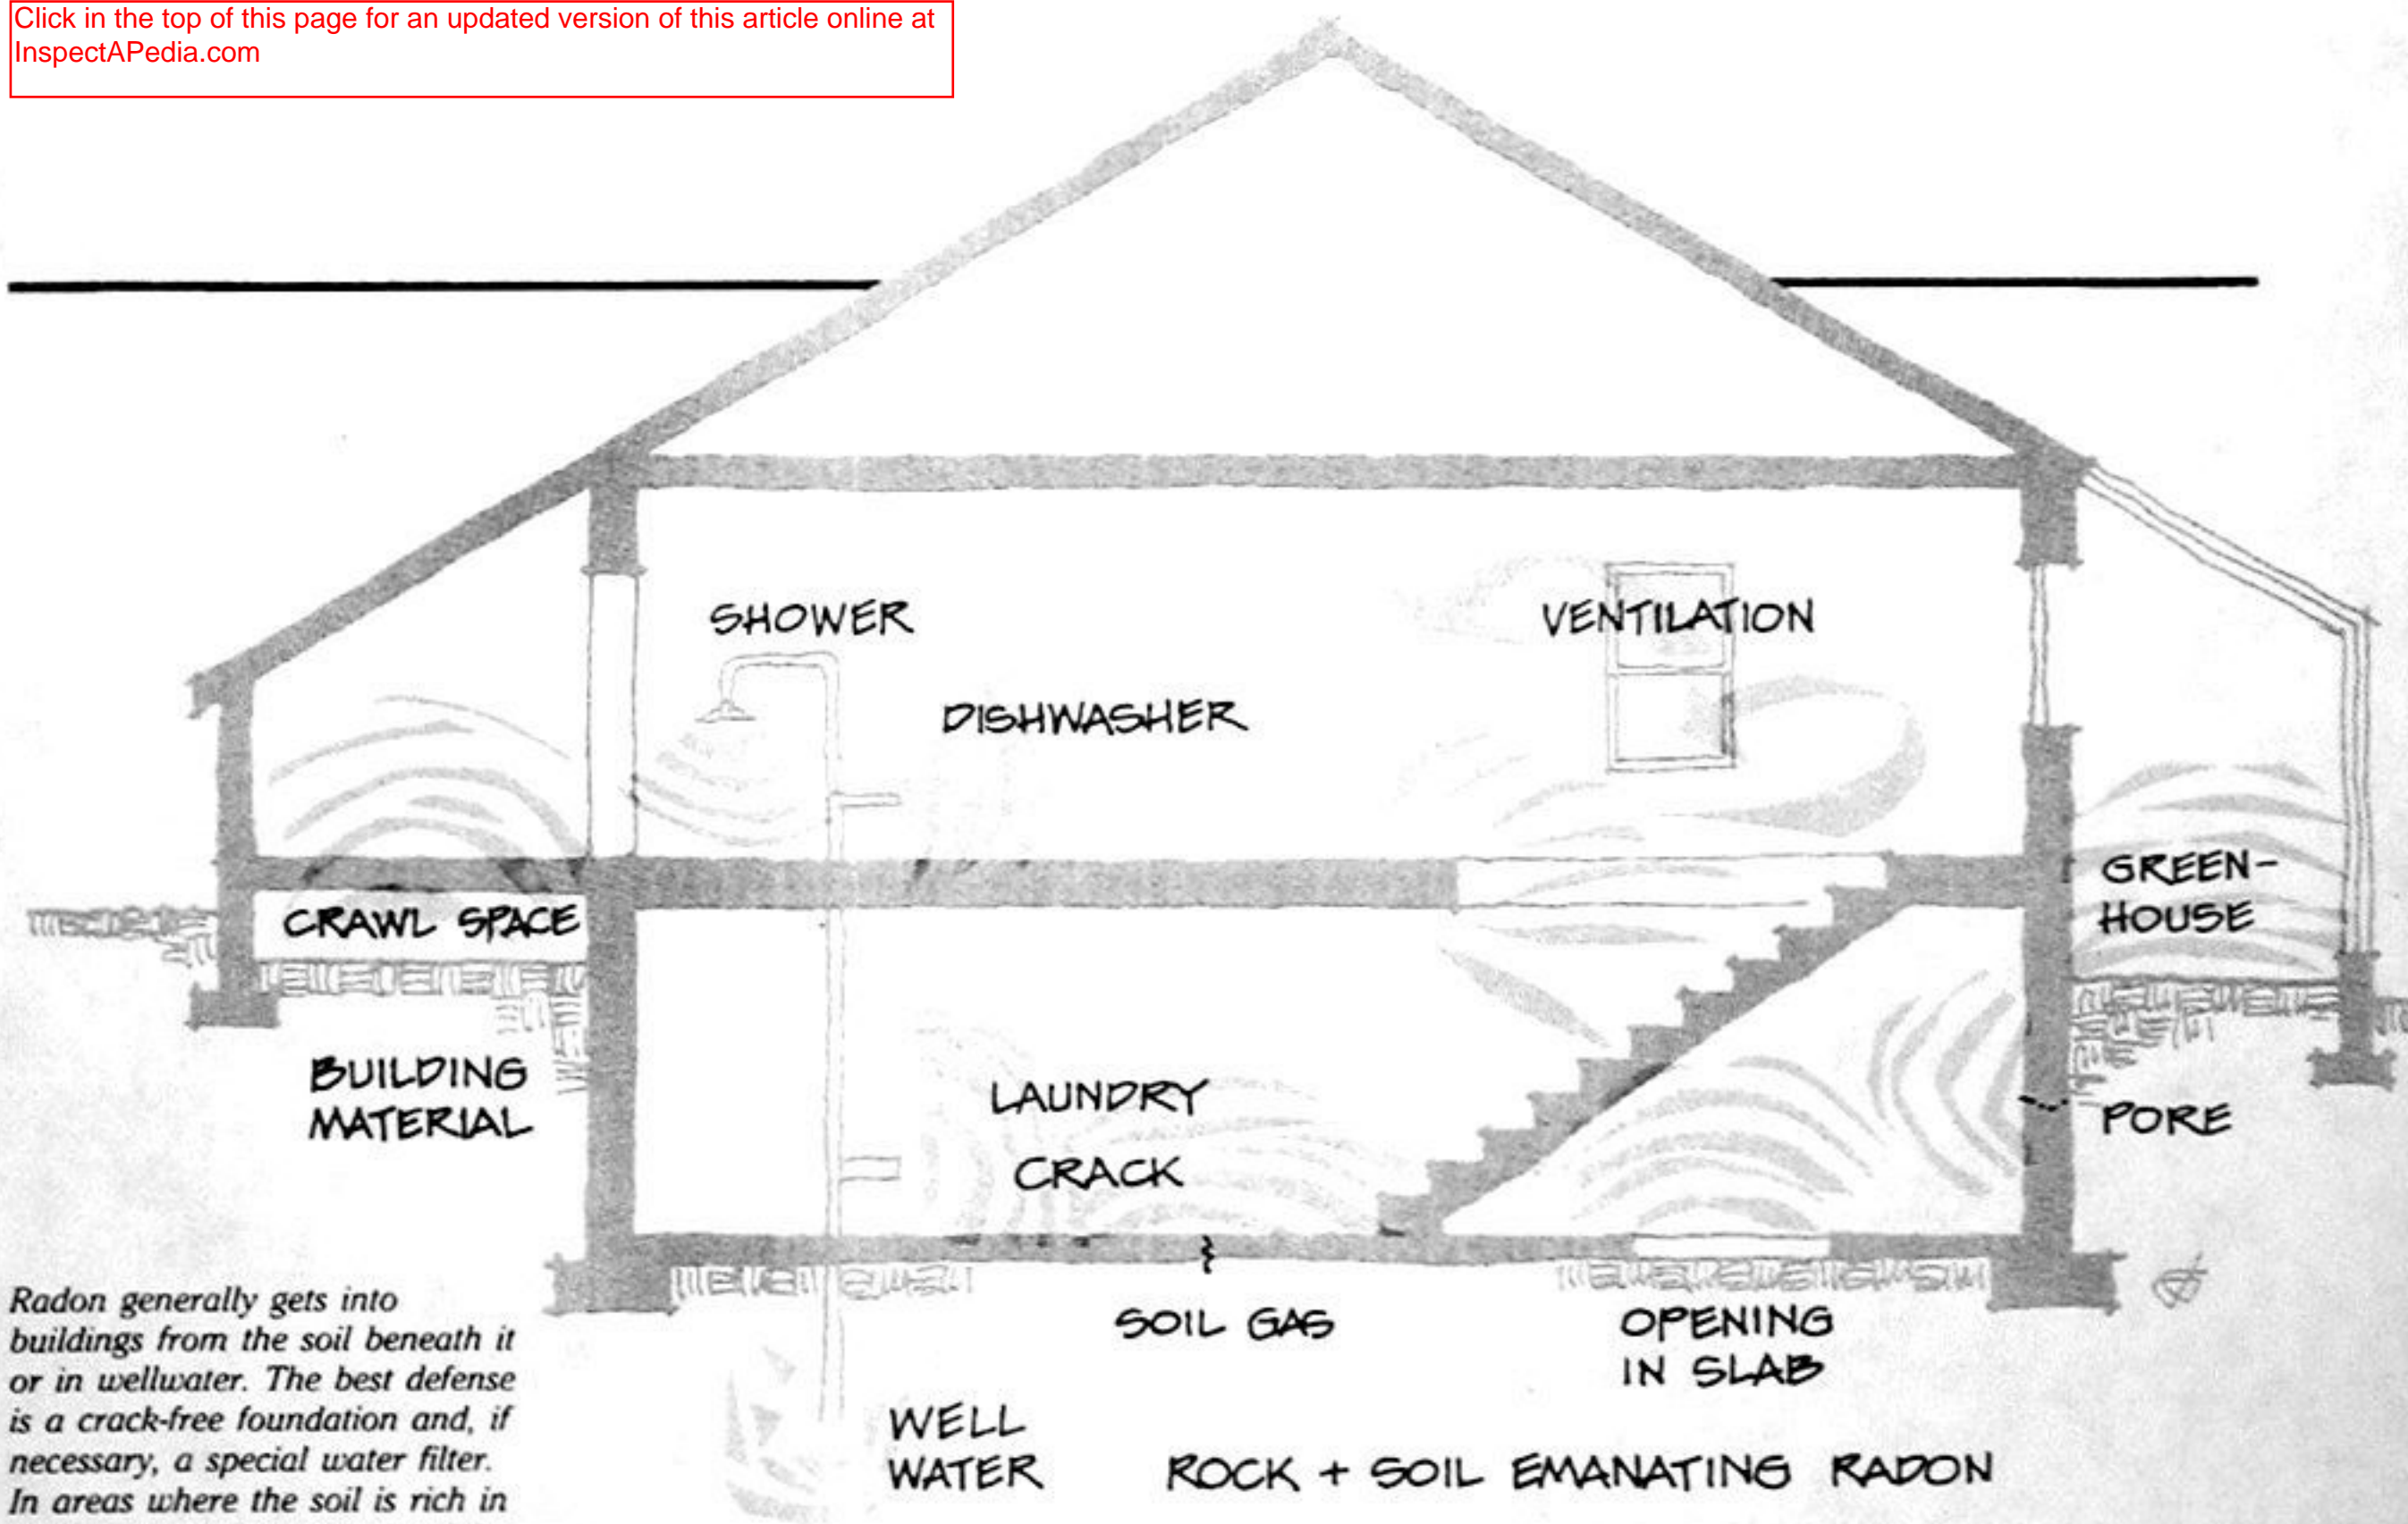 Click in the top of this page for an updated version of this article online at
InspectAPedia.com
SHOWER
VENTILATION
DISHWASHER
GREEN-
HOUSE
CRAWL SPACE
BUILDING
MATERIAL
LAUNDRY
CRACK
PORE
SOIL GAS
OPENING
IN SLAB
WELL
WATER
ROCK + SOIL EMANATING RADON
Radon generally gets into
buildings from the soil beneath it
or in wellwater. The best defense
is a crack-free foundation and, if
necessary, a special water filter.
In areas where the soil is rich in